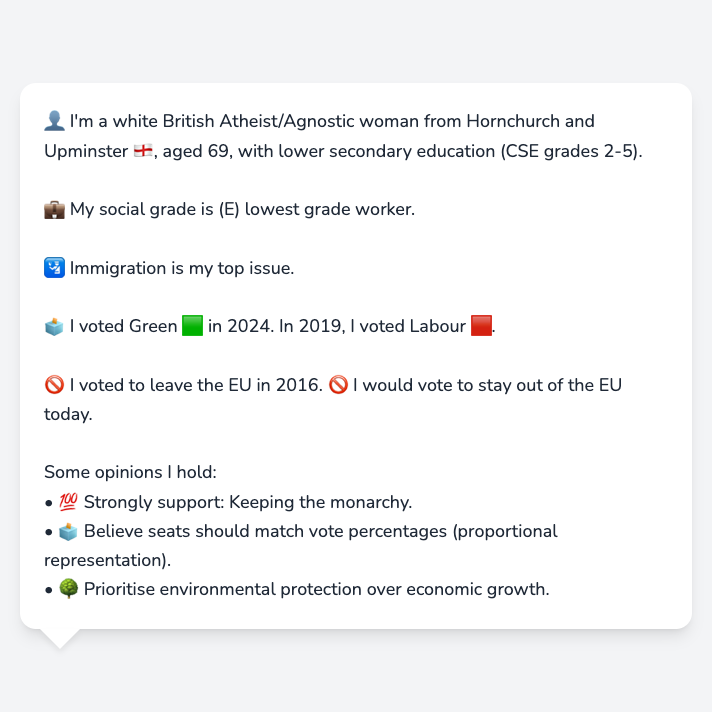 👤 I'm a white British Atheist/Agnostic woman from Hornchurch and
Upminster 🏴󠁧󠁢󠁥󠁮󠁧󠁿, aged 69, with lower secondary education (CSE grades 2-5).
💼 My social grade is (E) lowest grade worker.
🛂 Immigration is my top issue.
🗳️ I voted Green 🟩 in 2024. In 2019, I voted Labour 🟥.
🚫 I voted to leave the EU in 2016. 🚫 I would vote to stay out of the EU
today.
Some opinions I hold:
• 💯 Strongly support: Keeping the monarchy.
• 🗳️ Believe seats should match vote percentages (proportional
representation).
• 🌳 Prioritise environmental protection over economic growth.